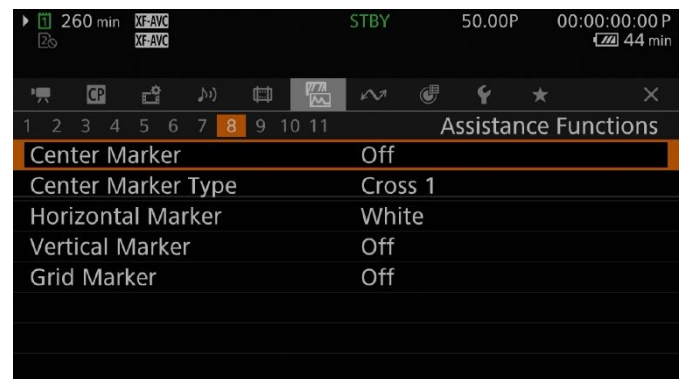 1 260 min XF-AVC STBY 50.00P 00:00:00:00 P
2 XF-AVC 44 min
CP
1 2 3 4 5 6 7 8 9 10 11 Assistance Functions
Center Marker Off
Center Marker Type Cross 1
Horizontal Marker White
Vertical Marker Off
Grid Marker Off